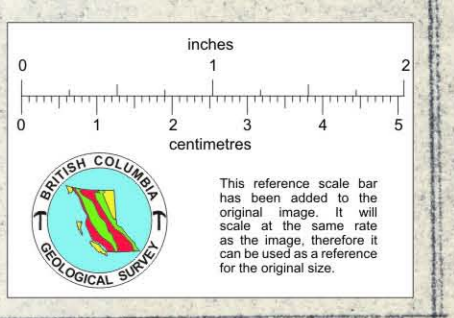 inches
0 1 2
0 1 2 3 4 5
centimetres
BRITISH COLUMBIA
GEOLOGICAL SURVEY
This reference scale bar
has been added to the
original image. It will
scale at the same rate
as the image, therefore it
can be used as a reference
for the original size.